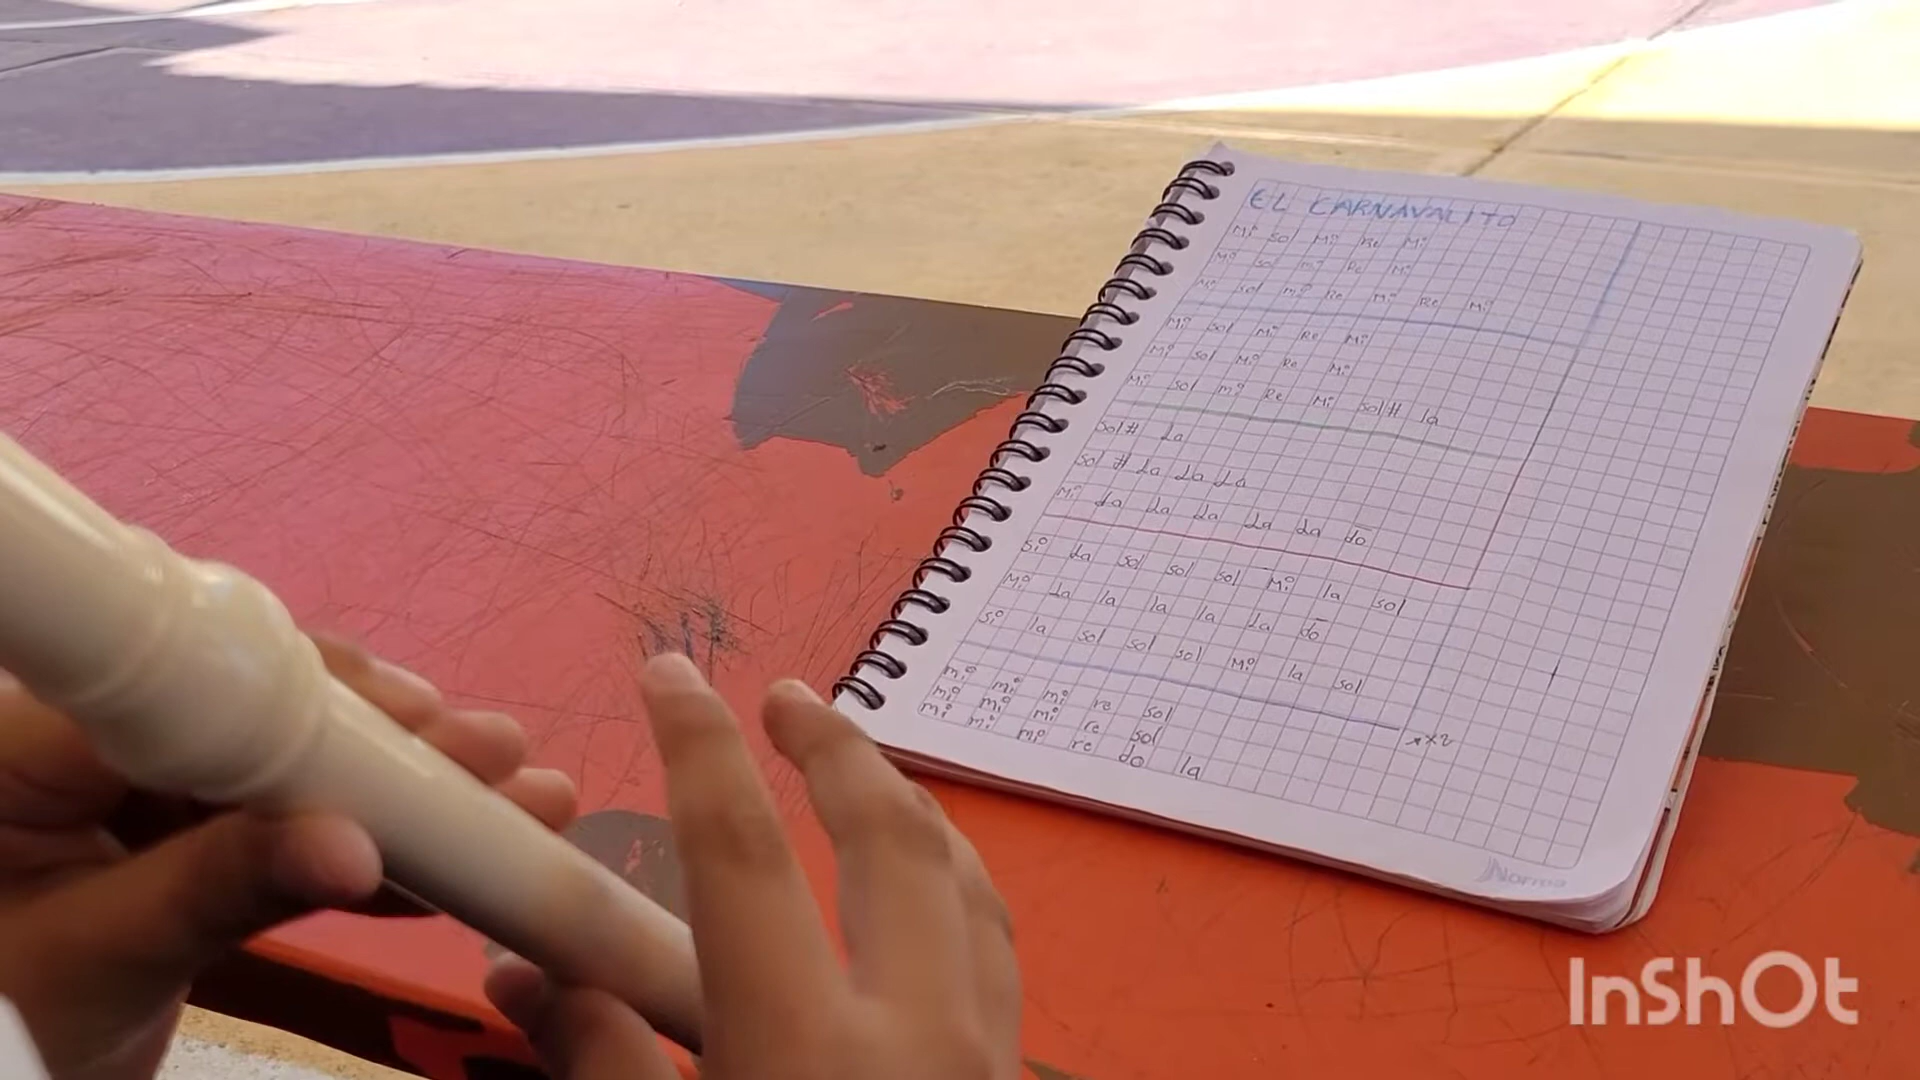 EL CARNAVALITO
Mi sol Mi Re Mi
Mi sol mi Re Mi
Mi sol mi Re Mi Re Mi
Mi sol Mi Re Mi
Mi sol Mi Re Mi
Mi sol mi Re Mi sol# la
Sol# La
Sol # La La La
Mi La La La La La do
Si La sol sol sol Mi la sol
Mi La la la la La do
Si la sol sol sol Mi la sol
mi mi mi re sol
mi mi mi re sol
mi mi mi re do la
x2
Norma
InShOt